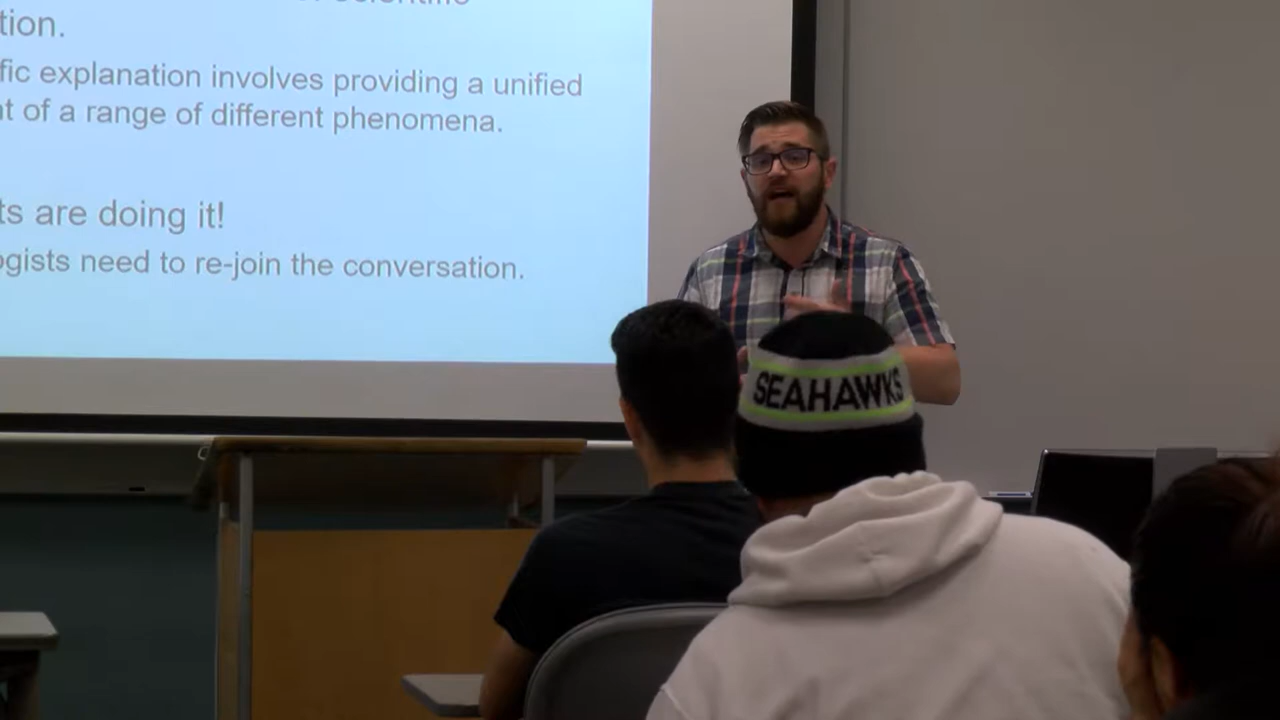 scientific
tion.
fic explanation involves providing a unified
nt of a range of different phenomena.
ts are doing it!
ogists need to re-join the conversation.
SEAHAWKS